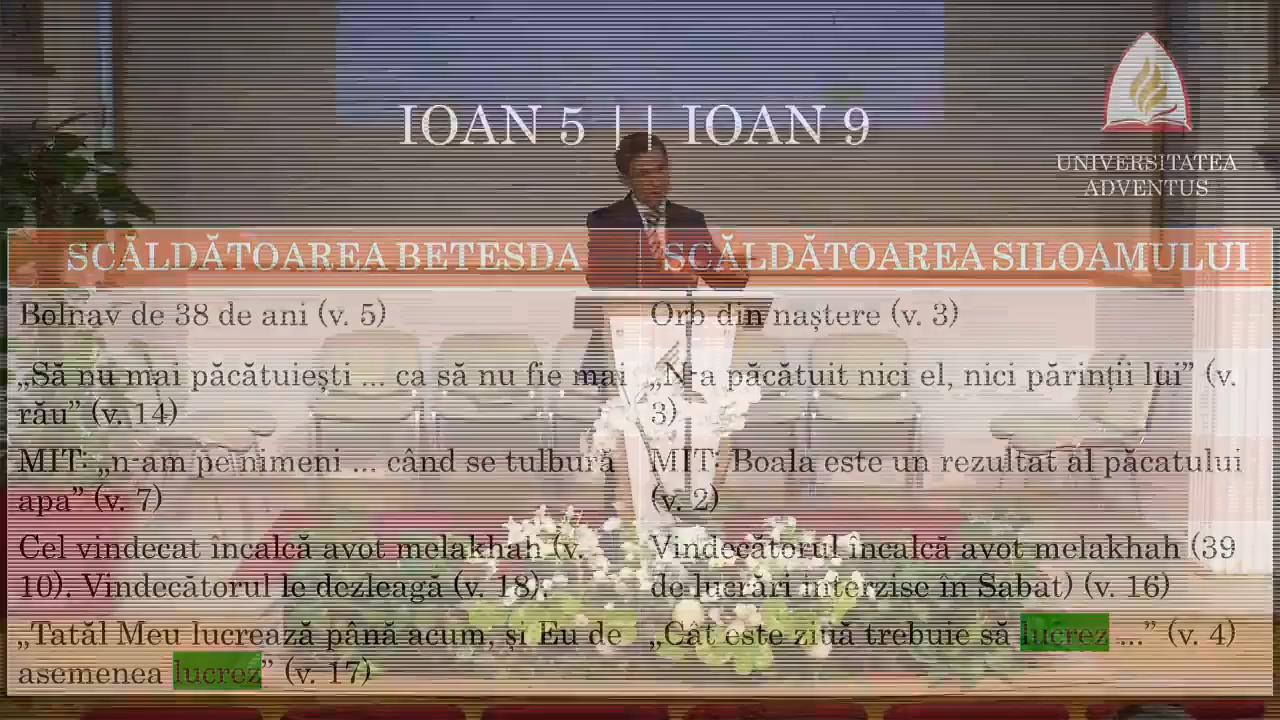 IOAN 5 || IOAN 9
UNIVERSITATEA
ADVENTUS
SCĂLDĂTOAREA BETESDA
SCĂLDĂTOAREA SILOAMULUI
Bolnav de 38 de ani (v. 5)
Orb din naștere (v. 3)
„Să nu mai păcătuiești ... ca să nu fie mai
rău” (v. 14)
„N-a păcătuit nici el, nici părinții lui” (v.
3)
MIT: „n-am pe nimeni ... când se tulbură
apa” (v. 7)
MIT: Boala este un rezultat al păcatului
(v. 2)
Cel vindecat încalcă avot melakhah (v.
10). Vindecătorul le dezleagă (v. 18).
Vindecătorul încalcă avot melakhah (39
de lucrări interzise în Sabat) (v. 16)
„Tatăl Meu lucrează până acum, și Eu de
asemenea lucrez” (v. 17)
„Cât este ziuă trebuie să lucrez ...” (v. 4)